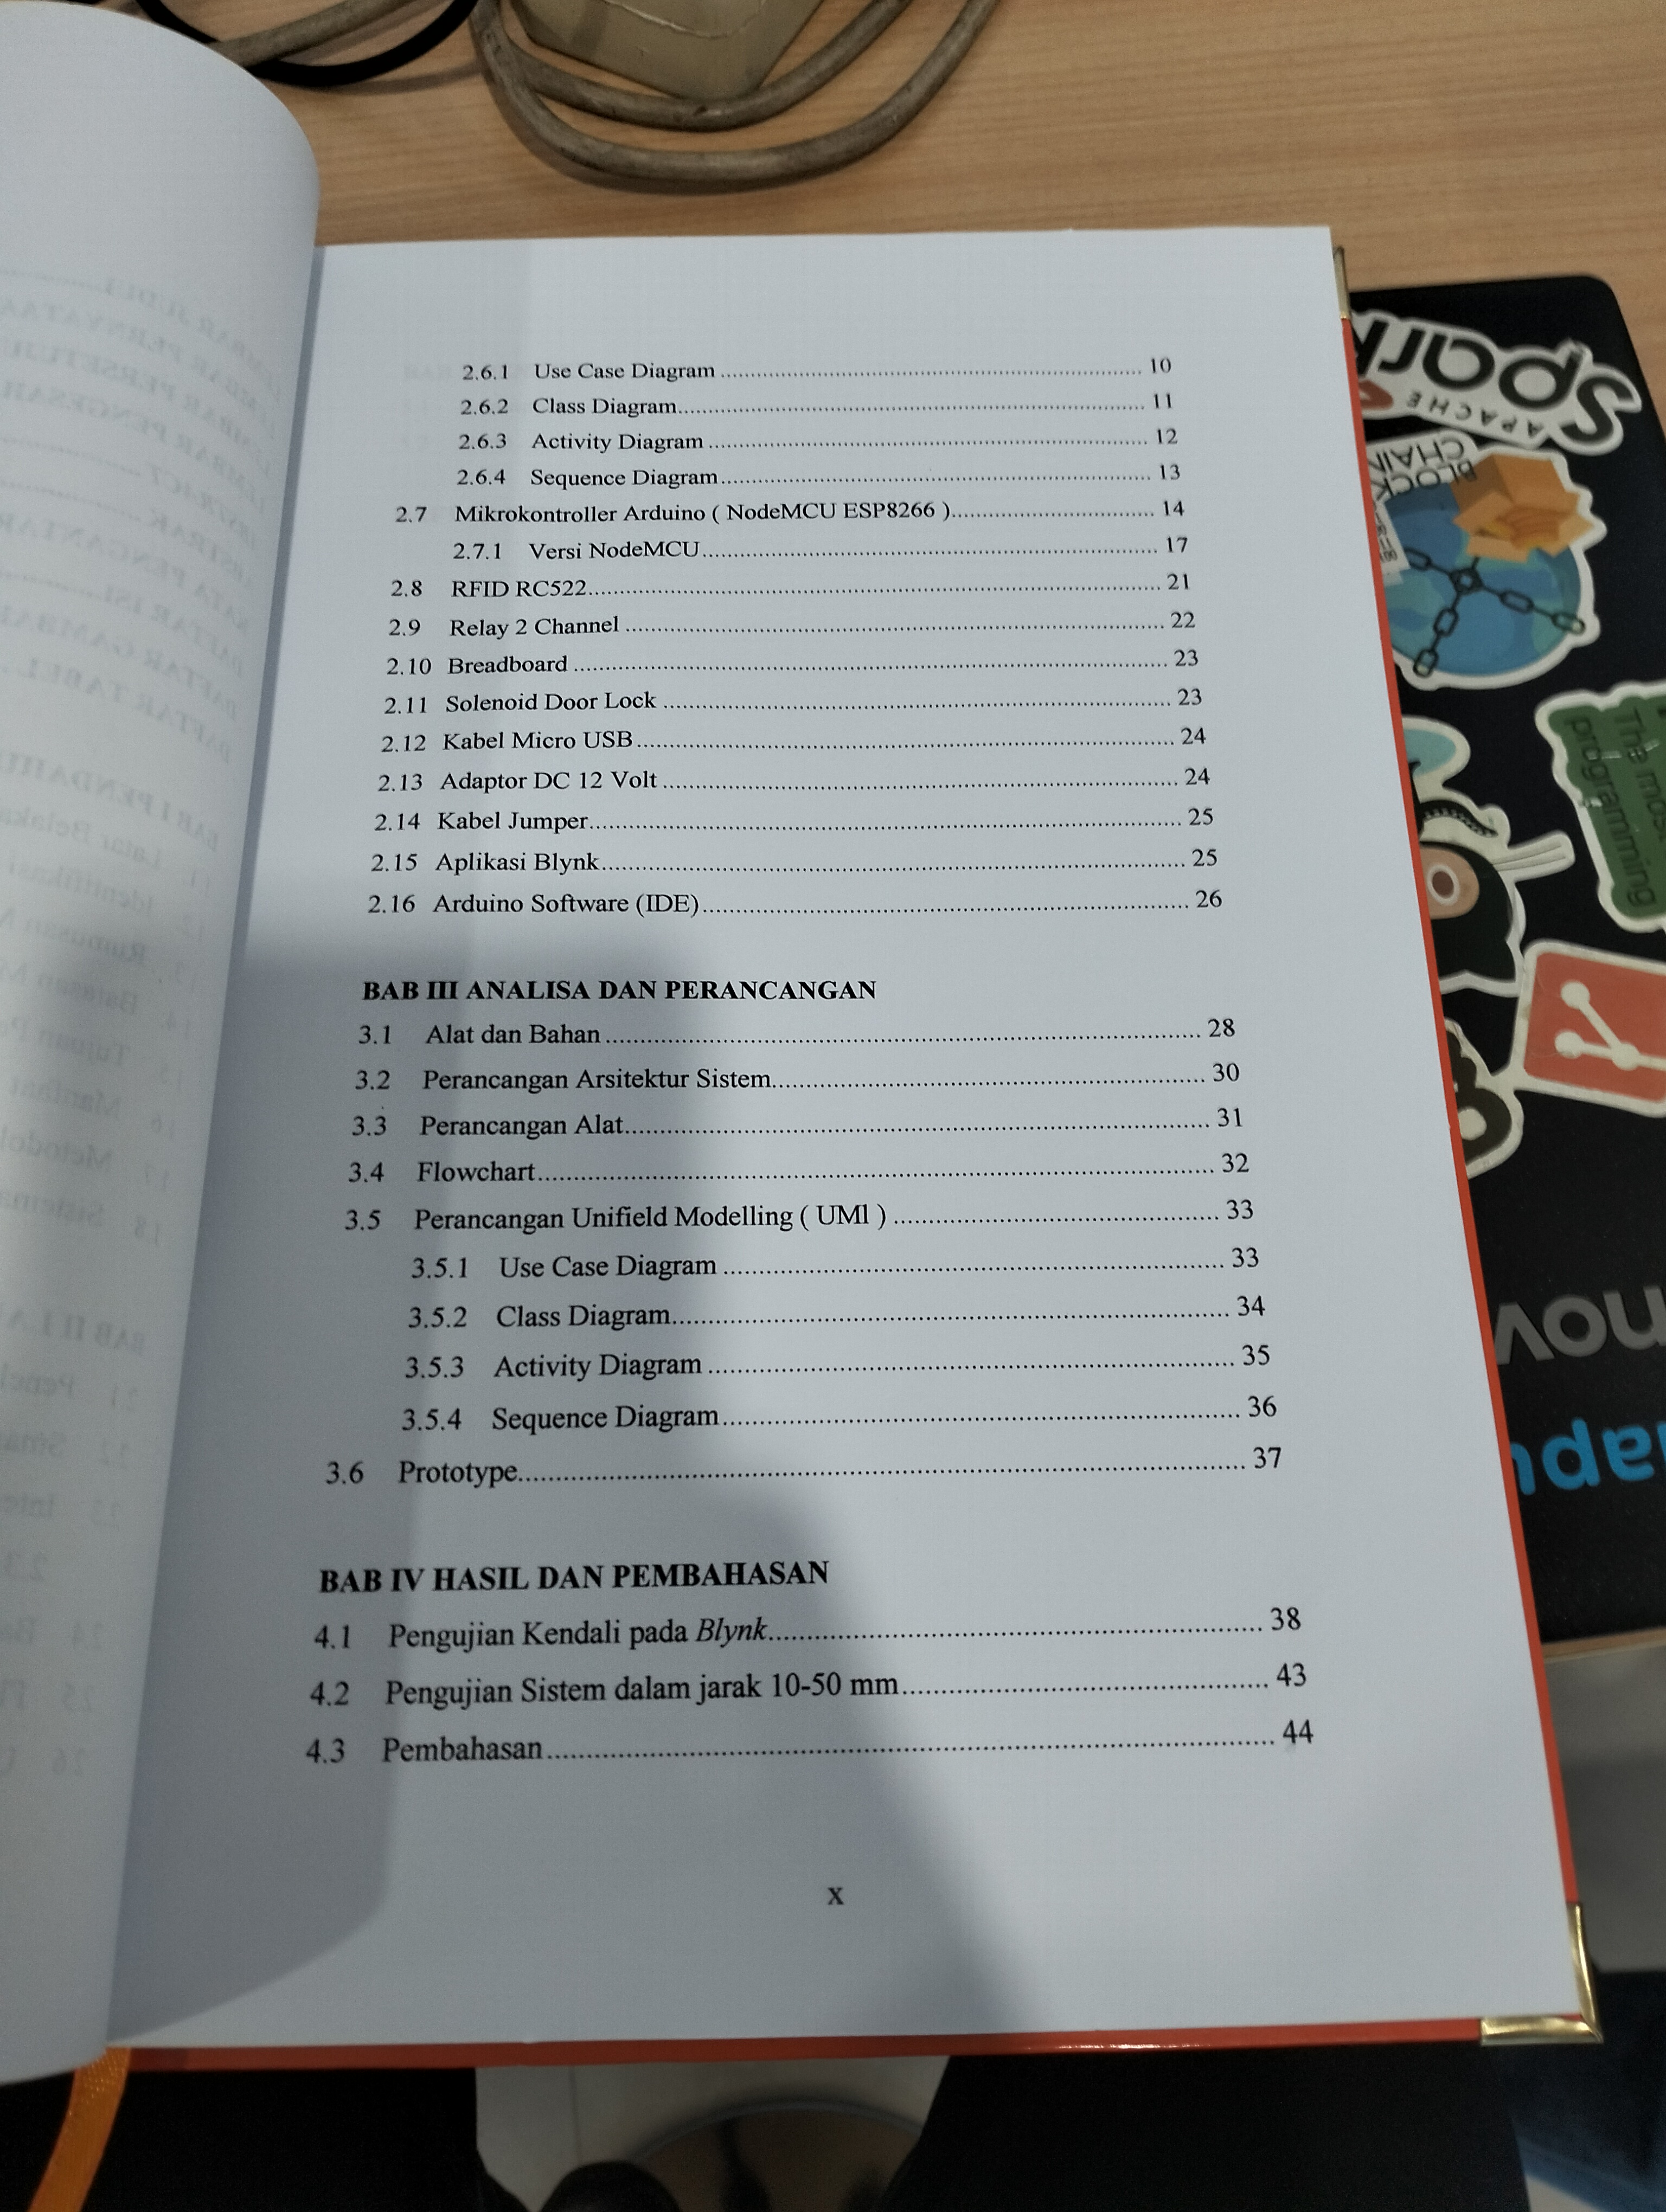 2.6.1 Use Case Diagram ........ 10
2.6.2 Class Diagram ........ 11
2.6.3 Activity Diagram ........ 12
2.6.4 Sequence Diagram ........ 13
2.7 Mikrokontroller Arduino ( NodeMCU ESP8266 ) ........ 14
2.7.1 Versi NodeMCU ........ 17
2.8 RFID RC522 ........ 21
2.9 Relay 2 Channel ........ 22
2.10 Breadboard ........ 23
2.11 Solenoid Door Lock ........ 23
2.12 Kabel Micro USB ........ 24
2.13 Adaptor DC 12 Volt ........ 24
2.14 Kabel Jumper ........ 25
2.15 Aplikasi Blynk ........ 25
2.16 Arduino Software (IDE) ........ 26
BAB III ANALISA DAN PERANCANGAN
3.1 Alat dan Bahan ........ 28
3.2 Perancangan Arsitektur Sistem ........ 30
3.3 Perancangan Alat ........ 31
3.4 Flowchart ........ 32
3.5 Perancangan Unifield Modelling ( UMl ) ........ 33
3.5.1 Use Case Diagram ........ 33
3.5.2 Class Diagram ........ 34
3.5.3 Activity Diagram ........ 35
3.5.4 Sequence Diagram ........ 36
3.6 Prototype ........ 37
BAB IV HASIL DAN PEMBAHASAN
4.1 Pengujian Kendali pada Blynk ........ 38
4.2 Pengujian Sistem dalam jarak 10-50 mm ........ 43
4.3 Pembahasan ........ 44
x
APACHE
Spark
BLOCK
CHAIN
The most
programming